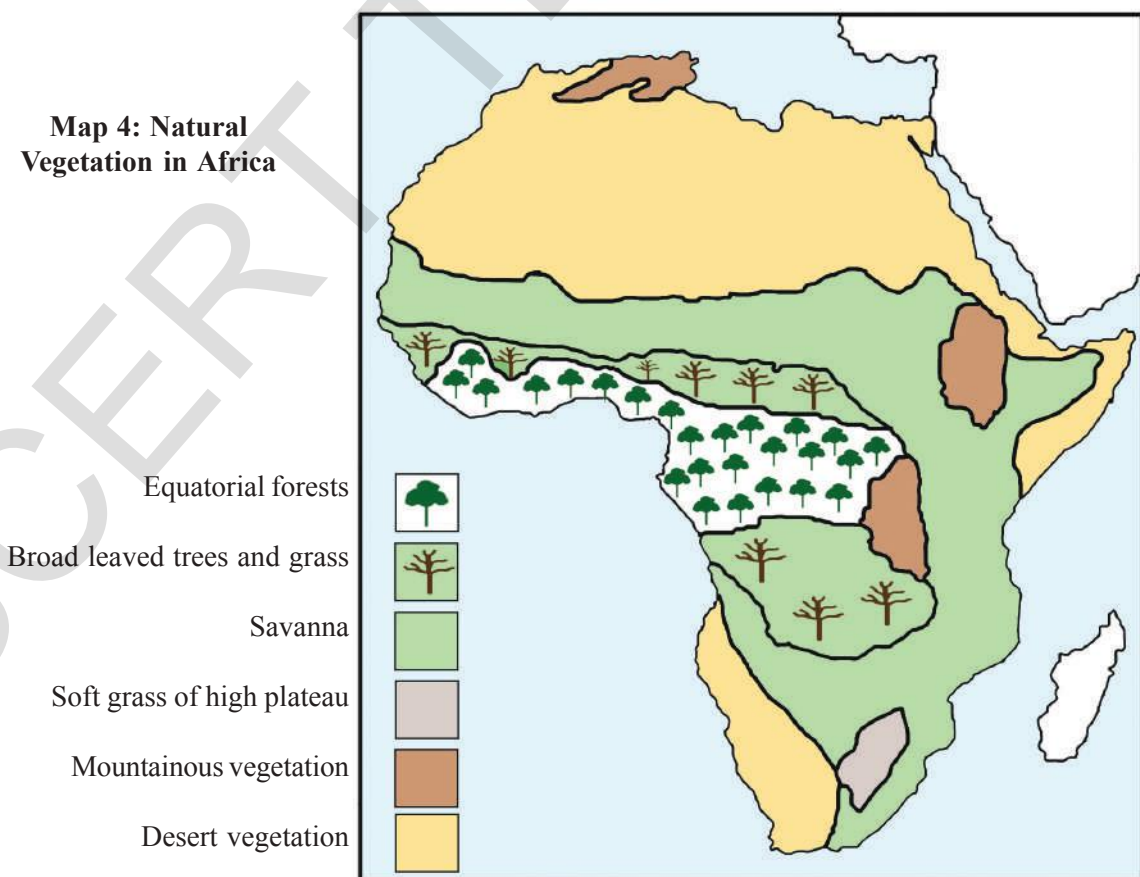 Map 4: Natural
Vegetation in Africa
Equatorial forests
Broad leaved trees and grass
Savanna
Soft grass of high plateau
Mountainous vegetation
Desert vegetation